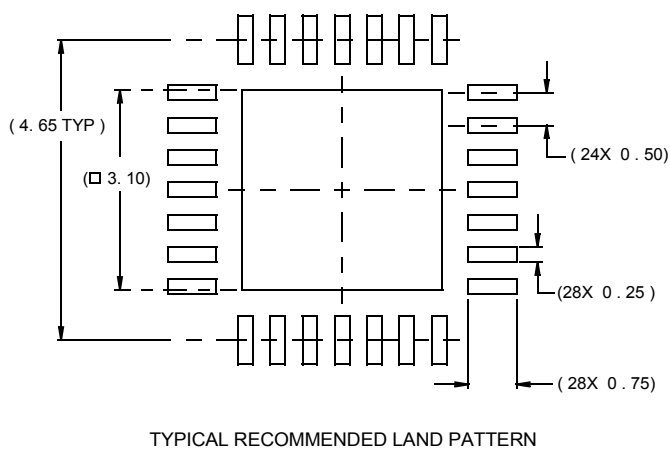 ( 4. 65 TYP )
(□ 3. 10)
( 24X 0 . 50)
(28X 0 . 25 )
( 28X 0 . 75)
TYPICAL RECOMMENDED LAND PATTERN